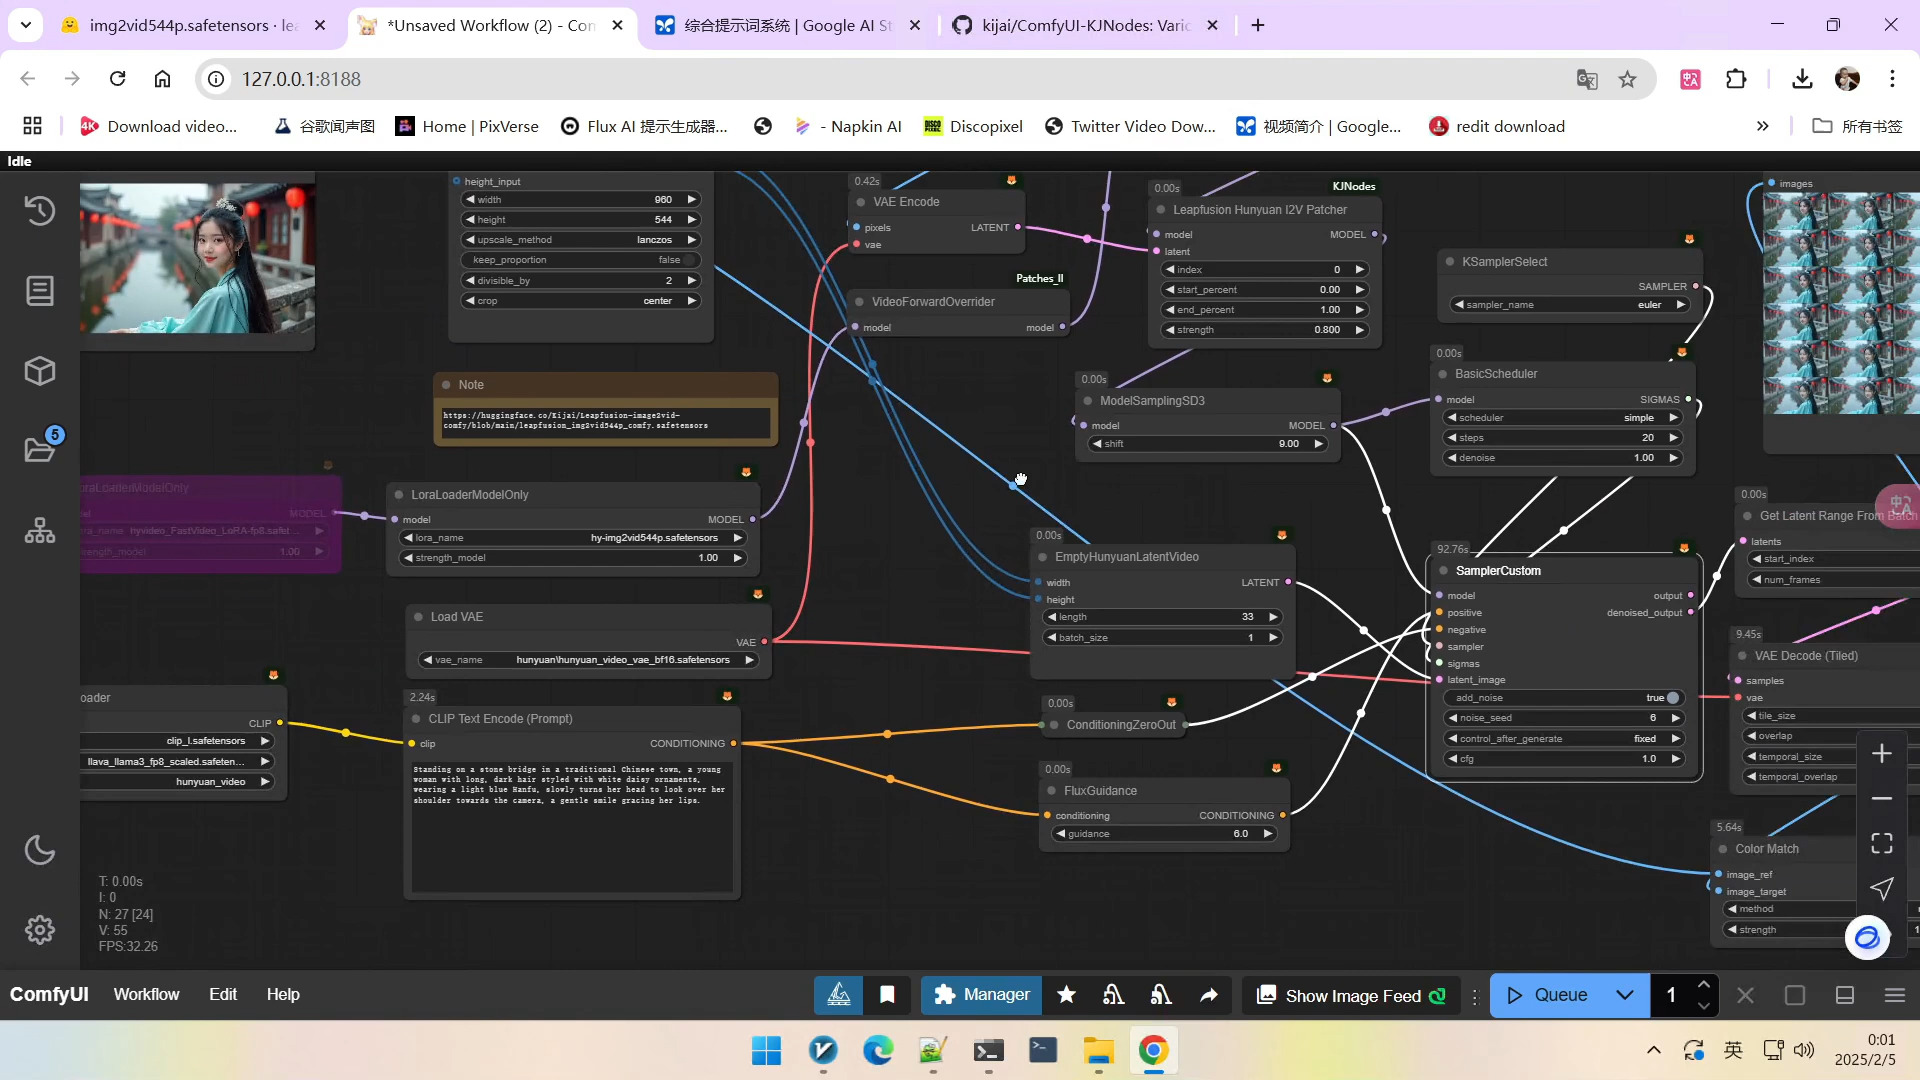 img2vid544p.safetensors · lea
*Unsaved Workflow (2) - Con
综合提示词系统 | Google AI St
kijai/ComfyUI-KJNodes: Varic
127.0.0.1:8188
Download video...
谷歌闻声图
Home | PixVerse
Flux AI 提示生成器...
- Napkin AI
Discopixel
Twitter Video Dow...
视频简介 | Google...
redit download
所有书签
Idle
height_input
width 960
height 544
upscale_method lanczos
keep_proportion false
divisible_by 2
crop center
0.42s
VAE Encode
pixels LATENT
vae
Patches_ll
VideoForwardOverrider
model model
KJNodes
0.00s
Leapfusion Hunyuan I2V Patcher
model MODEL
latent
index 0
start_percent 0.00
end_percent 1.00
strength 0.800
KSamplerSelect
SAMPLER
sampler_name euler
images
0.00s
BasicScheduler
model SIGMAS
scheduler simple
steps 20
denoise 1.00
0.00s
ModelSamplingSD3
model MODEL
shift 9.00
Note
https://huggingface.co/Kijai/Leapfusion-image2vid-
comfy/blob/main/leapfusion_img2vid544p_comfy.safetensors
oraLoaderModelOnly
MODEL
ora_name hyvideo_FastVideo_LoRA-fp8.safet...
rength_model 1.00
LoraLoaderModelOnly
model MODEL
lora_name hy-img2vid544p.safetensors
strength_model 1.00
Load VAE
VAE
vae_name hunyuan\hunyuan_video_vae_bf16.safetensors
oader
CLIP
clip_l.safetensors
llava_llama3_fp8_scaled.safeten...
hunyuan_video
2.24s
CLIP Text Encode (Prompt)
clip CONDITIONING
Standing on a stone bridge in a traditional Chinese town, a young
woman with long, dark hair styled with white daisy ornaments,
wearing a light blue Hanfu, slowly turns her head to look over her
shoulder towards the camera, a gentle smile gracing her lips.
0.00s
EmptyHunyuanLatentVideo
width LATENT
height
length 33
batch_size 1
0.00s
ConditioningZeroOut
0.00s
FluxGuidance
conditioning CONDITIONING
guidance 6.0
92.76s
SamplerCustom
model output
positive denoised_output
negative
sampler
sigmas
latent_image
add_noise true
noise_seed 6
control_after_generate fixed
cfg 1.0
0.00s
Get Latent Range From Batch
latents
start_index
num_frames
9.45s
VAE Decode (Tiled)
samples
vae
tile_size
overlap
temporal_size
temporal_overlap
5.64s
Color Match
image_ref
image_target
method
strength 1
T: 0.00s
I: 0
N: 27 [24]
V: 55
FPS:32.26
5
ComfyUI Workflow Edit Help
Manager
Show Image Feed
Queue
1
英
0:01
2025/2/5